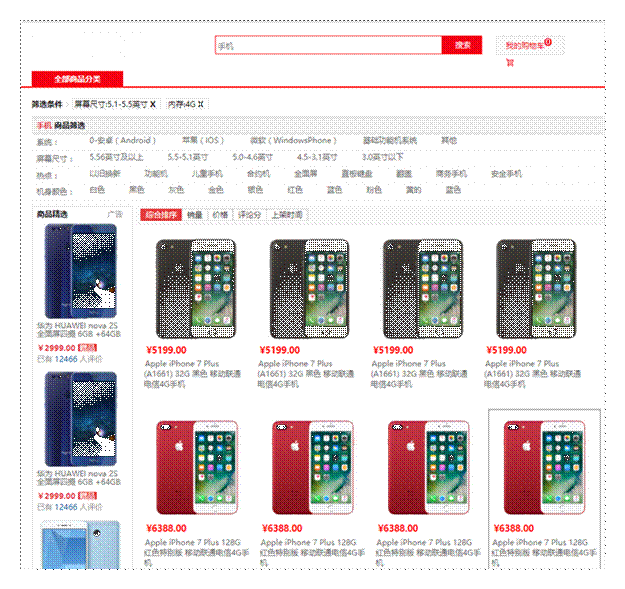 手机 搜索 我的购物车 0
全部商品分类
筛选条件 屏幕尺寸:5.1-5.5英寸 X 内存:4G X
手机 商品筛选
系统： 0-安卓（Android） 苹果（IOS） 微软（WindowsPhone） 基础功能机系统 其他
屏幕尺寸： 5.56英寸及以上 5.5-5.1英寸 5.0-4.6英寸 4.5-3.1英寸 3.0英寸以下
热点： 以旧换新 功能机 儿童手机 合约机 全面屏 直板键盘 翻盖 商务手机 安全手机
机身颜色： 白色 黑色 灰色 金色 银色 红色 蓝色 粉色 黄的 蓝色
商品精选 广告
综合排序 销量 价格 评论分 上架时间
华为 HUAWEI nova 2S
全面屏四摄 6GB +64GB
￥2999.00
已有 12466 人评价
华为 HUAWEI nova 2S
全面屏四摄 6GB +64GB
￥2999.00
已有 12466 人评价
¥5199.00
Apple iPhone 7 Plus
(A1661) 32G 黑色 移动联通
电信4G手机
¥5199.00
Apple iPhone 7 Plus
(A1661) 32G 黑色 移动联通
电信4G手机
¥5199.00
Apple iPhone 7 Plus
(A1661) 32G 黑色 移动联通
电信4G手机
¥5199.00
Apple iPhone 7 Plus
(A1661) 32G 黑色 移动联通
电信4G手机
¥6388.00
Apple iPhone 7 Plus 128G
红色特别版 移动联通电信4G手
机
¥6388.00
Apple iPhone 7 Plus 128G
红色特别版 移动联通电信4G手
机
¥6388.00
Apple iPhone 7 Plus 128G
红色特别版 移动联通电信4G手
机
¥6388.00
Apple iPhone 7 Plus 128G
红色特别版 移动联通电信4G手
机